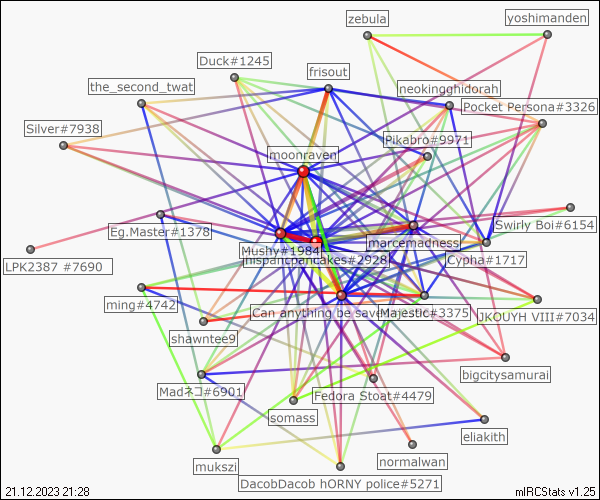 zebula
yoshimanden
Duck#1245
frisout
the_second_twat
neokingghidorah
Pocket Persona#3326
Silver#7938
Pikabro#9971
moonraven
Swirly Boi#6154
Eg.Master#1378
marcemadness
Mushy#1984
Cypha#1717
LPK2387 #7690
ming#4742
Can anything be save
Majestic#3375
JKOUYH VIII#7034
shawntee9
bigcitysamurai
Madネコ#6901
Fedora Stoat#4479
somass
eliakith
mukszi
normalwan
DacobDacob hORNY police#5271
21.12.2023 21:28
mIRCStats v1.25